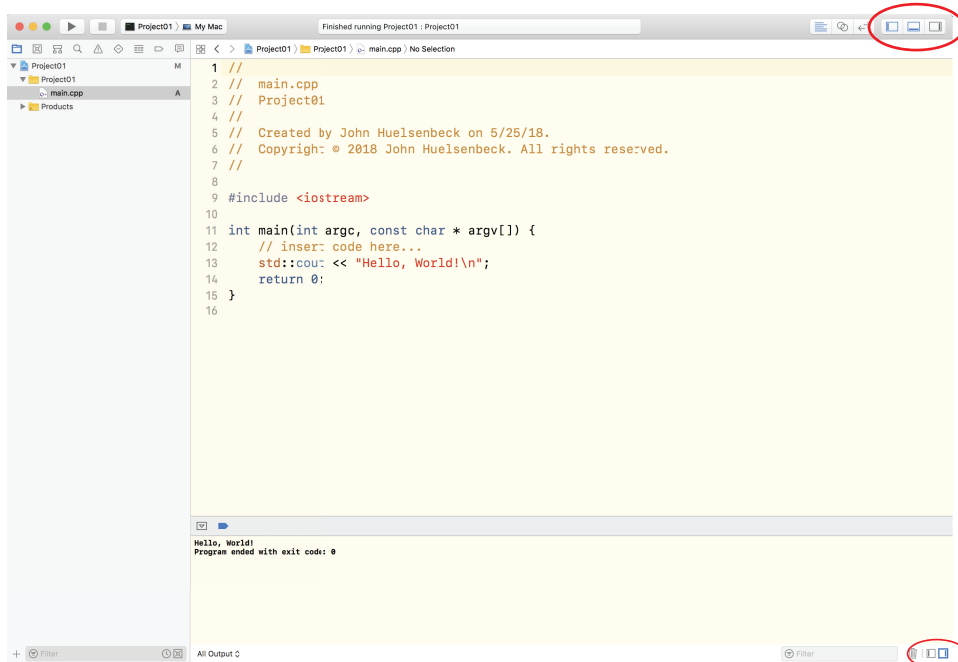 Project01 〉 My Mac
Finished running Project01 : Project01
Project01 〉 Project01 〉 main.cpp 〉 No Selection
Project01 M
Project01
main.cpp A
Products
1 //
2 //  main.cpp
3 //  Project01
4 //
5 //  Created by John Huelsenbeck on 5/25/18.
6 //  Copyright © 2018 John Huelsenbeck. All rights reserved.
7 //
8
9 #include <iostream>
10
11 int main(int argc, const char * argv[]) {
12     // insert code here...
13     std::cout << "Hello, World!\n";
14     return 0;
15 }
16
Hello, World!
Program ended with exit code: 0
Filter
All Output
Filter